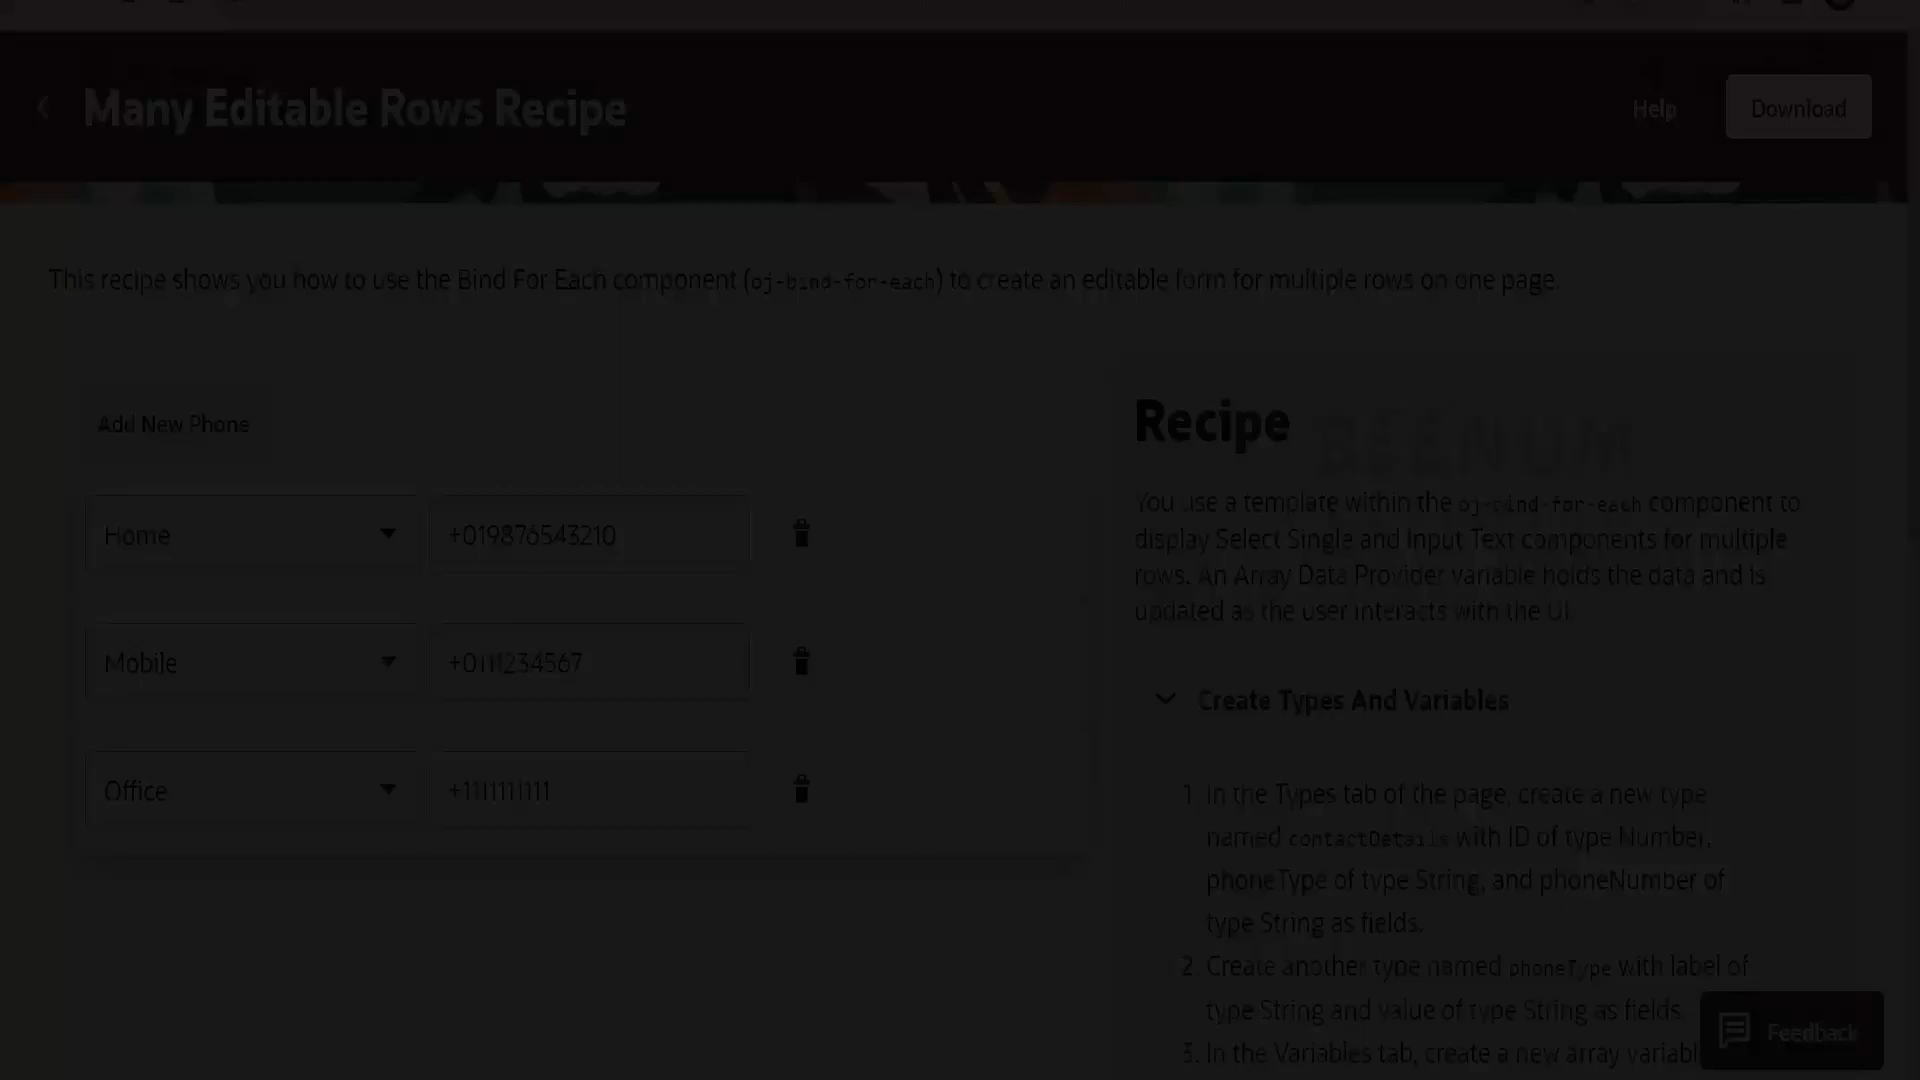 Many Editable Rows Recipe
Help
Download
This recipe shows you how to use the Bind For Each component (oj-bind-for-each) to create an editable form for multiple rows on one page.
Add New Phone
Home
+019876543210
Mobile
+0111234567
Office
+1111111111
Recipe
You use a template within the oj-bind-for-each component to
display Select Single and Input Text components for multiple
rows. An Array Data Provider variable holds the data and is
updated as the user interacts with the UI.
Create Types And Variables
1. In the Types tab of the page, create a new type
named contactDetails with ID of type Number,
phoneType of type String, and phoneNumber of
type String as fields.
2. Create another type named phoneType with label of
type String and value of type String as fields.
3. In the Variables tab, create a new array
Feedback